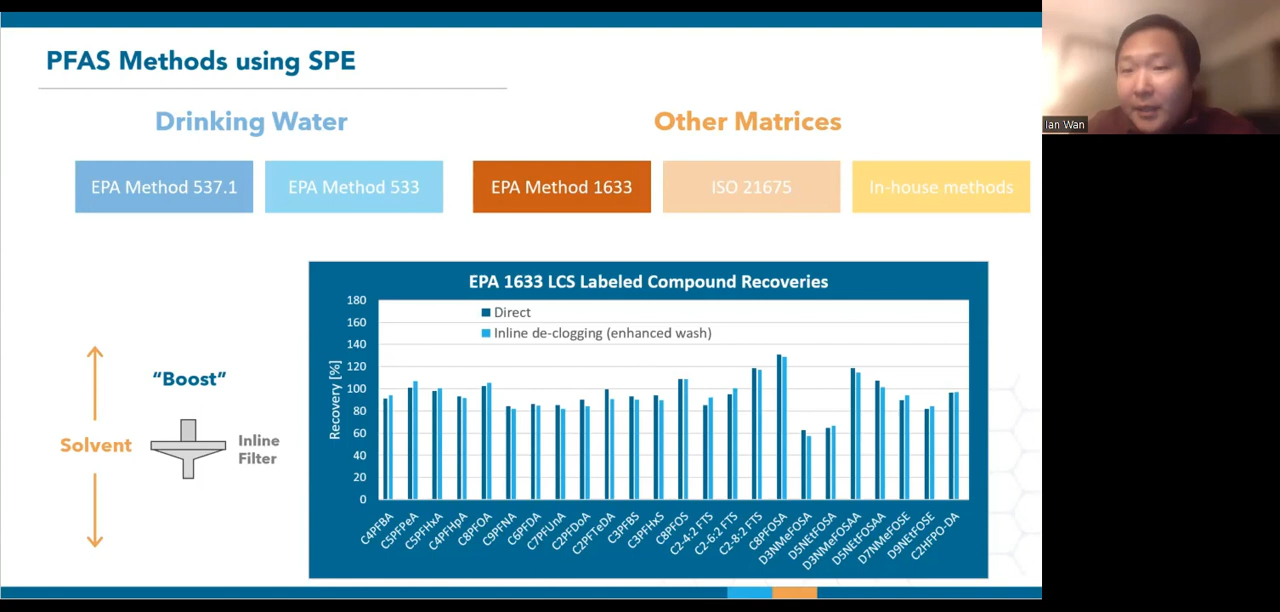 PFAS Methods using SPE
Drinking Water
Other Matrices
EPA Method 537.1
EPA Method 533
EPA Method 1633
ISO 21675
In-house methods
Ian Wan
EPA 1633 LCS Labeled Compound Recoveries
Direct
Inline de-clogging (enhanced wash)
Recovery [%]
180
160
140
120
100
80
60
40
20
0
C4PFBA
C5PFPeA
C5PFHxA
C4PFHpA
C8PFOA
C9PFNA
C6PFDA
C7PFUnA
C2PFDoA
C2PFTeDA
C3PFBS
C3PFHxS
C8PFOS
C2-4:2 FTS
C2-6:2 FTS
C2-8:2 FTS
C8PFOSA
D3NMeFOSA
D5NEtFOSA
D3NMeFOSAA
D5NEtFOSAA
D7NMeFOSE
D9NEtFOSE
C2HFPO-DA
“Boost”
Solvent
Inline
Filter